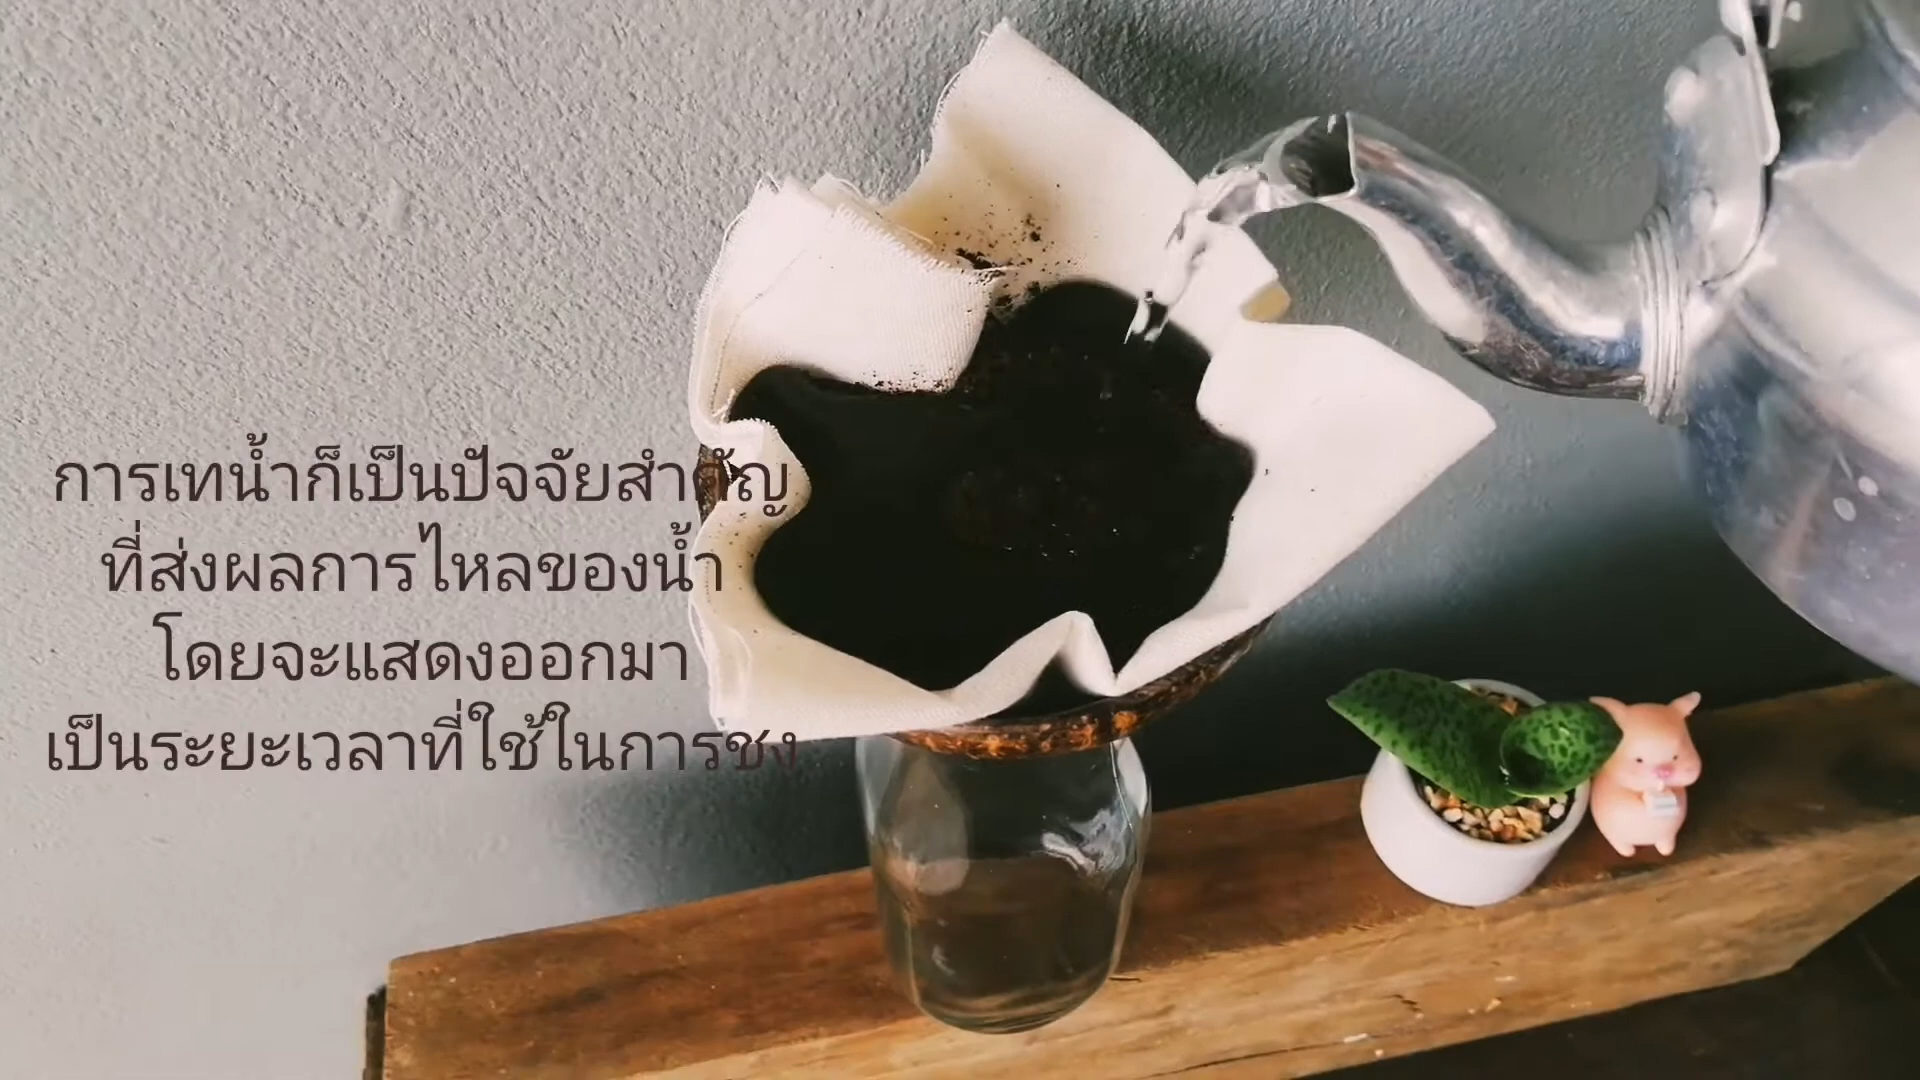 การเทน้ำก็เป็นปัจจัยสำคัญ
ที่ส่งผลการไหลของน้ำ
โดยจะแสดงออกมา
เป็นระยะเวลาที่ใช้ในการชง